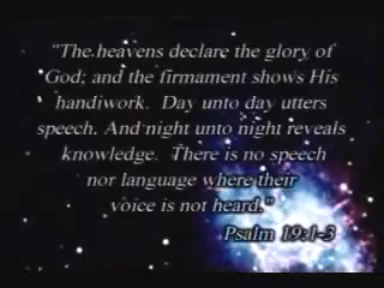 "The heavens declare the glory of
God; and the firmament shows His
handiwork. Day unto day utters
speech. And night unto night reveals
knowledge. There is no speech
nor language where their
voice is not heard."
Psalm 19:1-3